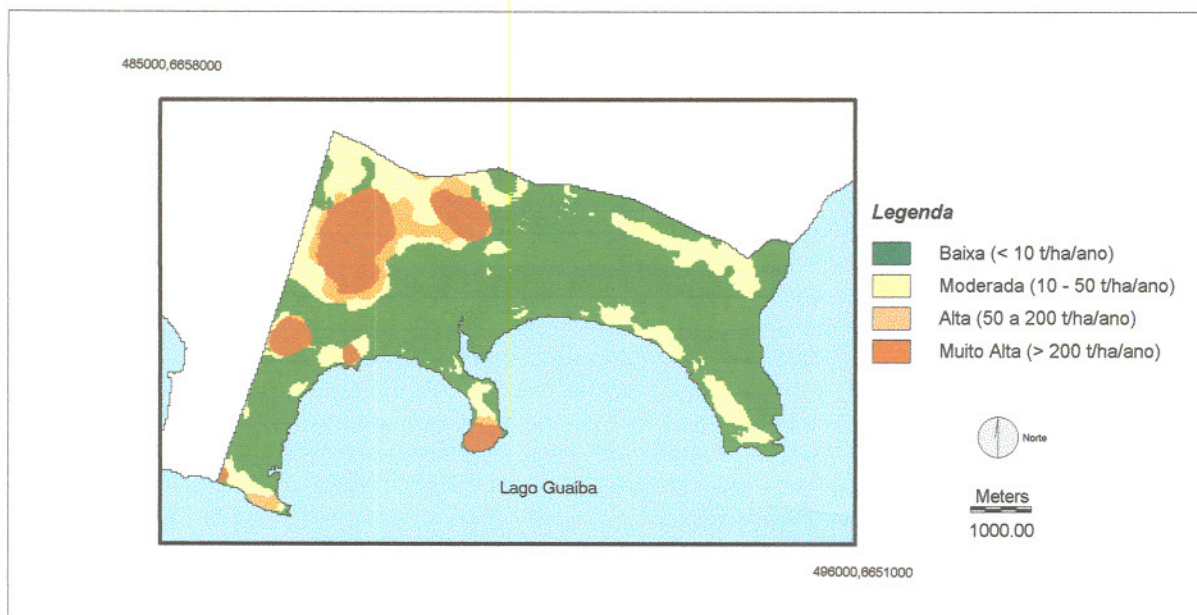 485000,6658000
Legenda
Baixa (< 10 t/ha/ano)
Moderada (10 - 50 t/ha/ano)
Alta (50 a 200 t/ha/ano)
Muito Alta (> 200 t/ha/ano)
Norte
Lago Guaíba
Meters
1000.00
496000,6651000